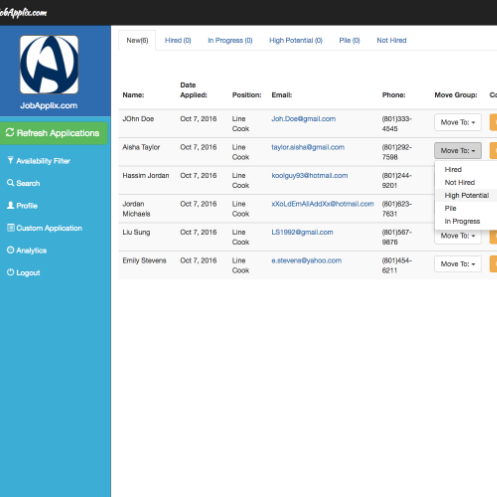 JobApplix.com
New(6) Hired (0) In Progress (0) High Potential (0) Pile (0) Not Hired
JobApplix.com
Refresh Applications
Availability Filter
Search
Profile
Custom Application
Analytics
Logout
Name: Date Applied: Position: Email: Phone: Move Group:
JOhn Doe Oct 7, 2016 Line Cook Joh.Doe@gmail.com (801)333-4545 Move To:
Aisha Taylor Oct 7, 2016 Line Cook taylor.aisha@gmail.com (801)292-7598 Move To:
Hired
Not Hired
High Potential
Pile
In Progress
Hassim Jordan Oct 7, 2016 Line Cook koolguy93@hotmail.com (801)244-9201
Jordan Michaels Oct 7, 2016 Line Cook xXoLdEmAilAddXx@hotmail.com (801)623-7631
Liu Sung Oct 7, 2016 Line Cook LS1992@gmail.com (801)567-9876 Move To:
Emily Stevens Oct 7, 2016 Line Cook e.stevens@yahoo.com (801)454-6211 Move To: